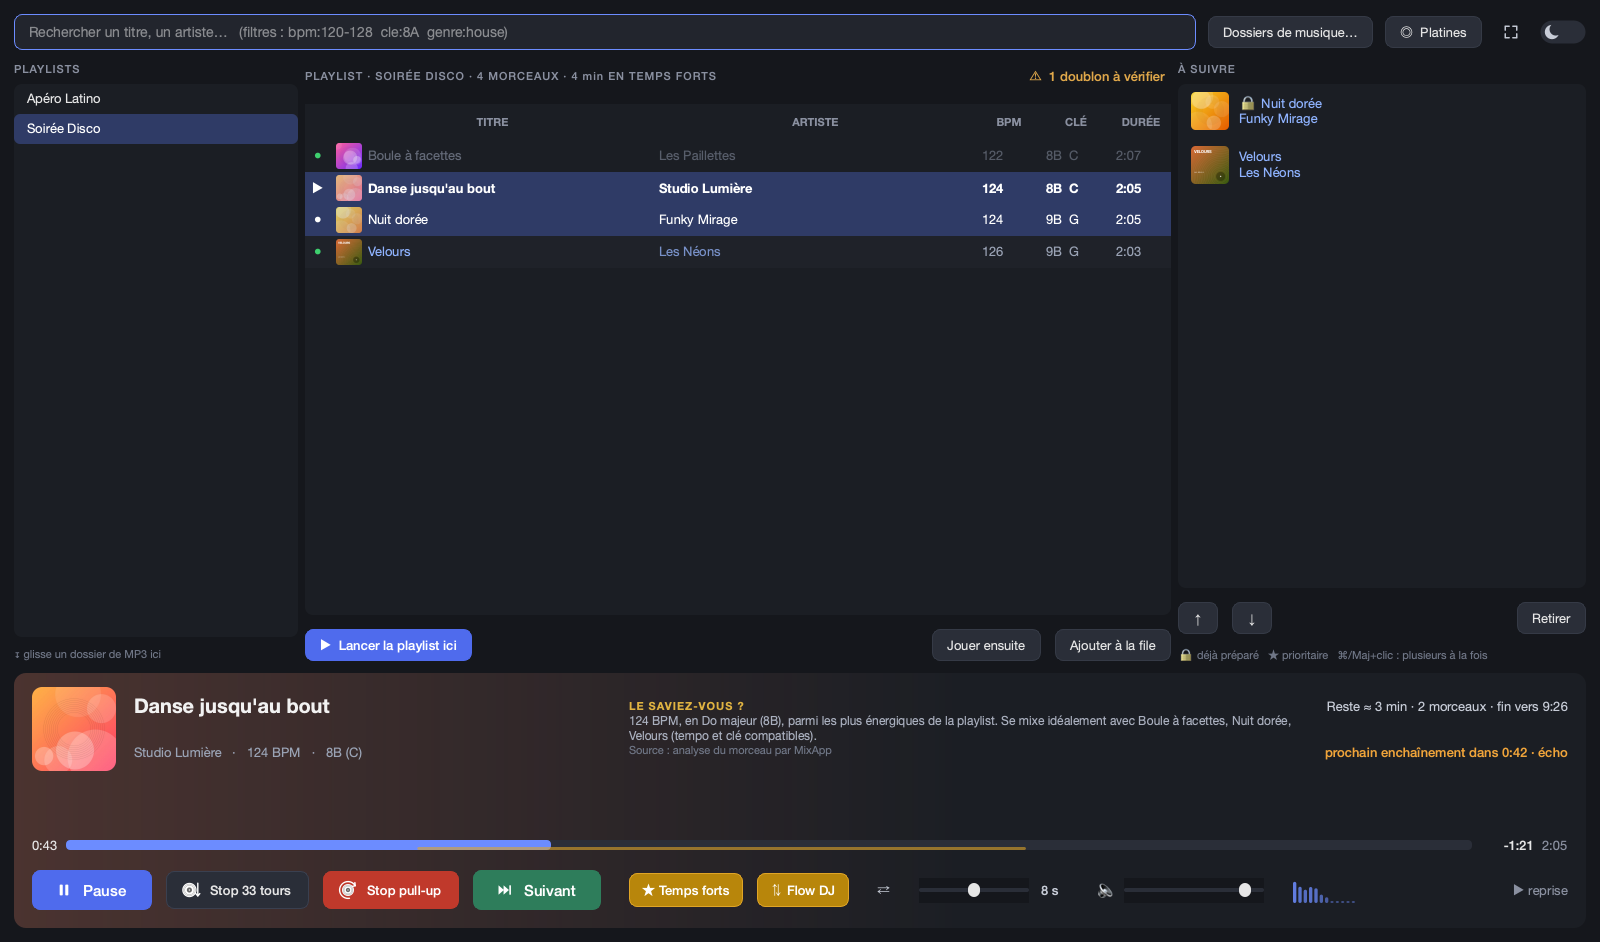 Rechercher un titre, un artiste… (filtres : bpm:120-128 cle:8A genre:house)
Dossiers de musique…
Platines
PLAYLISTS
Apéro Latino
Soirée Disco
↧ glisse un dossier de MP3 ici
PLAYLIST · SOIRÉE DISCO · 4 MORCEAUX · 4 min EN TEMPS FORTS
⚠ 1 doublon à vérifier
TITRE ARTISTE BPM CLÉ DURÉE
Boule à facettes Les Paillettes 122 8B C 2:07
Danse jusqu'au bout Studio Lumière 124 8B C 2:05
Nuit dorée Funky Mirage 124 9B G 2:05
Velours Les Néons 126 9B G 2:03
▶ Lancer la playlist ici
Jouer ensuite
Ajouter à la file
À SUIVRE
🔒 Nuit dorée
Funky Mirage
VELOURS
Velours
Les Néons
↑ ↓
Retirer
🔒 déjà préparé ★ prioritaire ⌘/Maj+clic : plusieurs à la fois
Danse jusqu'au bout
Studio Lumière · 124 BPM · 8B (C)
LE SAVIEZ-VOUS ?
124 BPM, en Do majeur (8B), parmi les plus énergiques de la playlist. Se mixe idéalement avec Boule à facettes, Nuit dorée,
Velours (tempo et clé compatibles).
Source : analyse du morceau par MixApp
Reste ≈ 3 min · 2 morceaux · fin vers 9:26
prochain enchaînement dans 0:42 · écho
0:43
-1:21 2:05
Pause
Stop 33 tours
Stop pull-up
Suivant
★ Temps forts
⇅ Flow DJ
⇄
8 s
▶ reprise